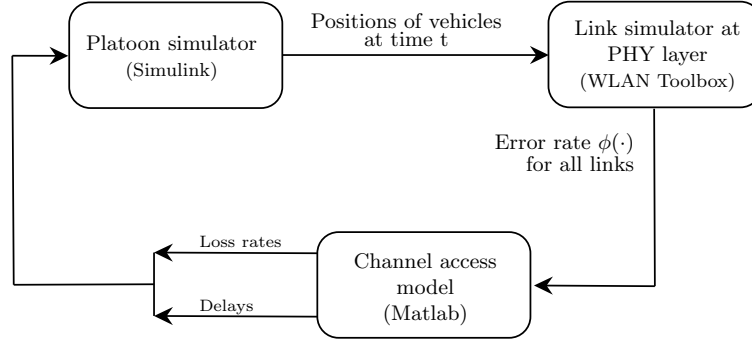 Platoon simulator
(Simulink)
Positions of vehicles
at time t
Link simulator at
PHY layer
(WLAN Toolbox)
Error rate ϕ(·)
for all links
Channel access
model
(Matlab)
Loss rates
Delays